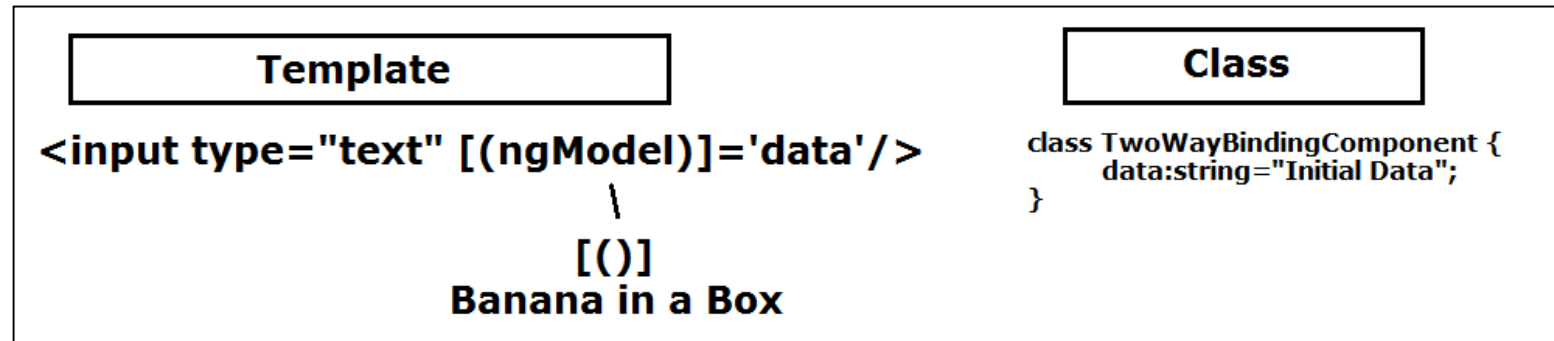 Template
<input type="text" [(ngModel)]='data'/>
[()]
Banana in a Box
Class
class TwoWayBindingComponent {
data:string="Initial Data";
}